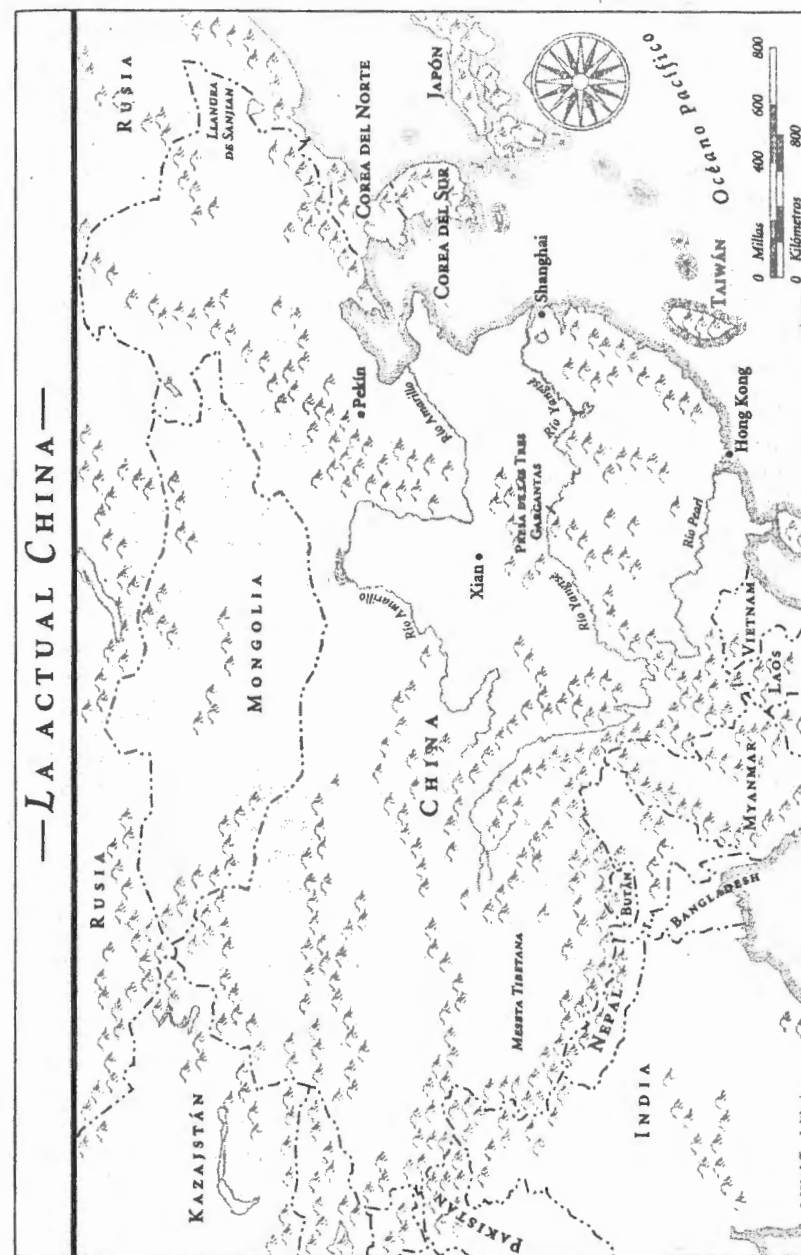 —LA ACTUAL CHINA—
RUSIA
RUSIA
LLANURA
DE SANJIAN
KAZAJSTÁN
MONGOLIA
COREA DEL NORTE
JAPÓN
Pekín
COREA DEL SUR
Río Amarillo
Río Amarillo
CHINA
Xian
PRESA DE LOS TRES
GARGANTAS
Shanghai
Río Yangtsé
Río Yangtsé
MESETA TIBETANA
PAKISTÁN
NEPAL
BUTÁN
INDIA
BANGLADESH
MYANMAR
LAOS
VIETNAM
Río Pearl
Hong Kong
TAIWÁN
Océano Pacífico
0 Millas 400 600 800
0 Kilómetros 800